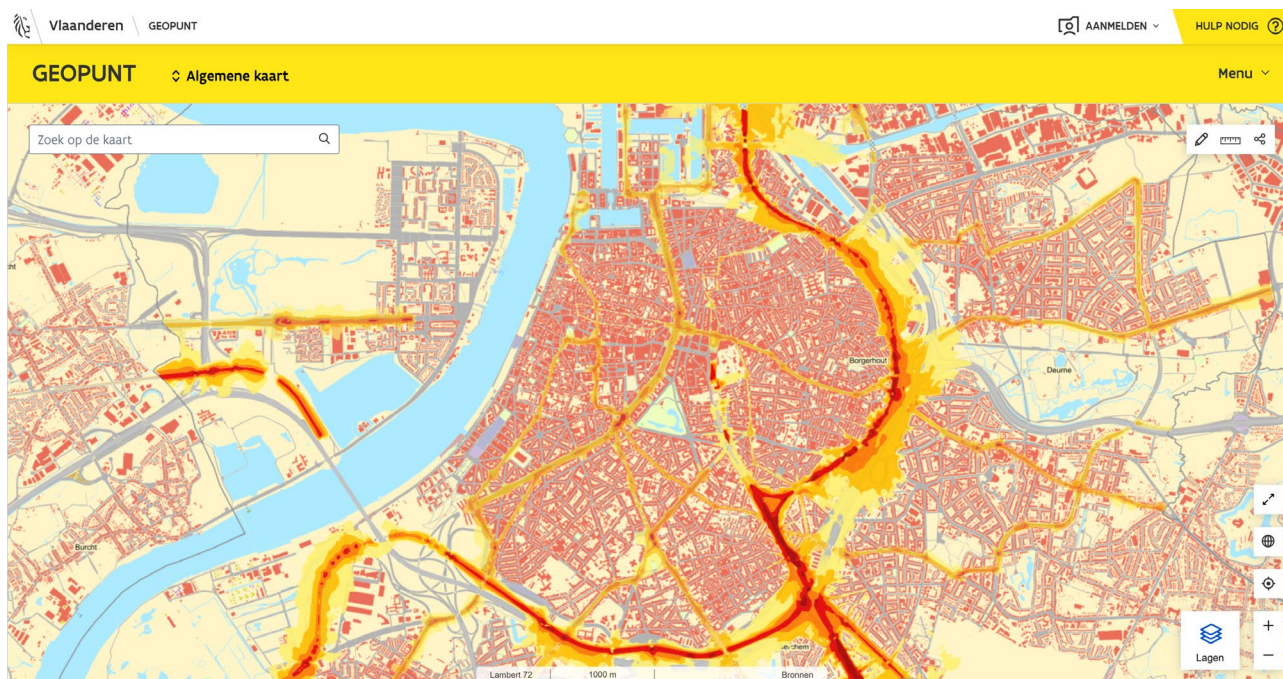 Vlaanderen
GEOPUNT
AANMELDEN
HULP NODIG
GEOPUNT
Algemene kaart
Menu
Zoek op de kaart
Borgerhout
Deurne
Burcht
Lambert 72
1000 m
Bronnen
Lagen